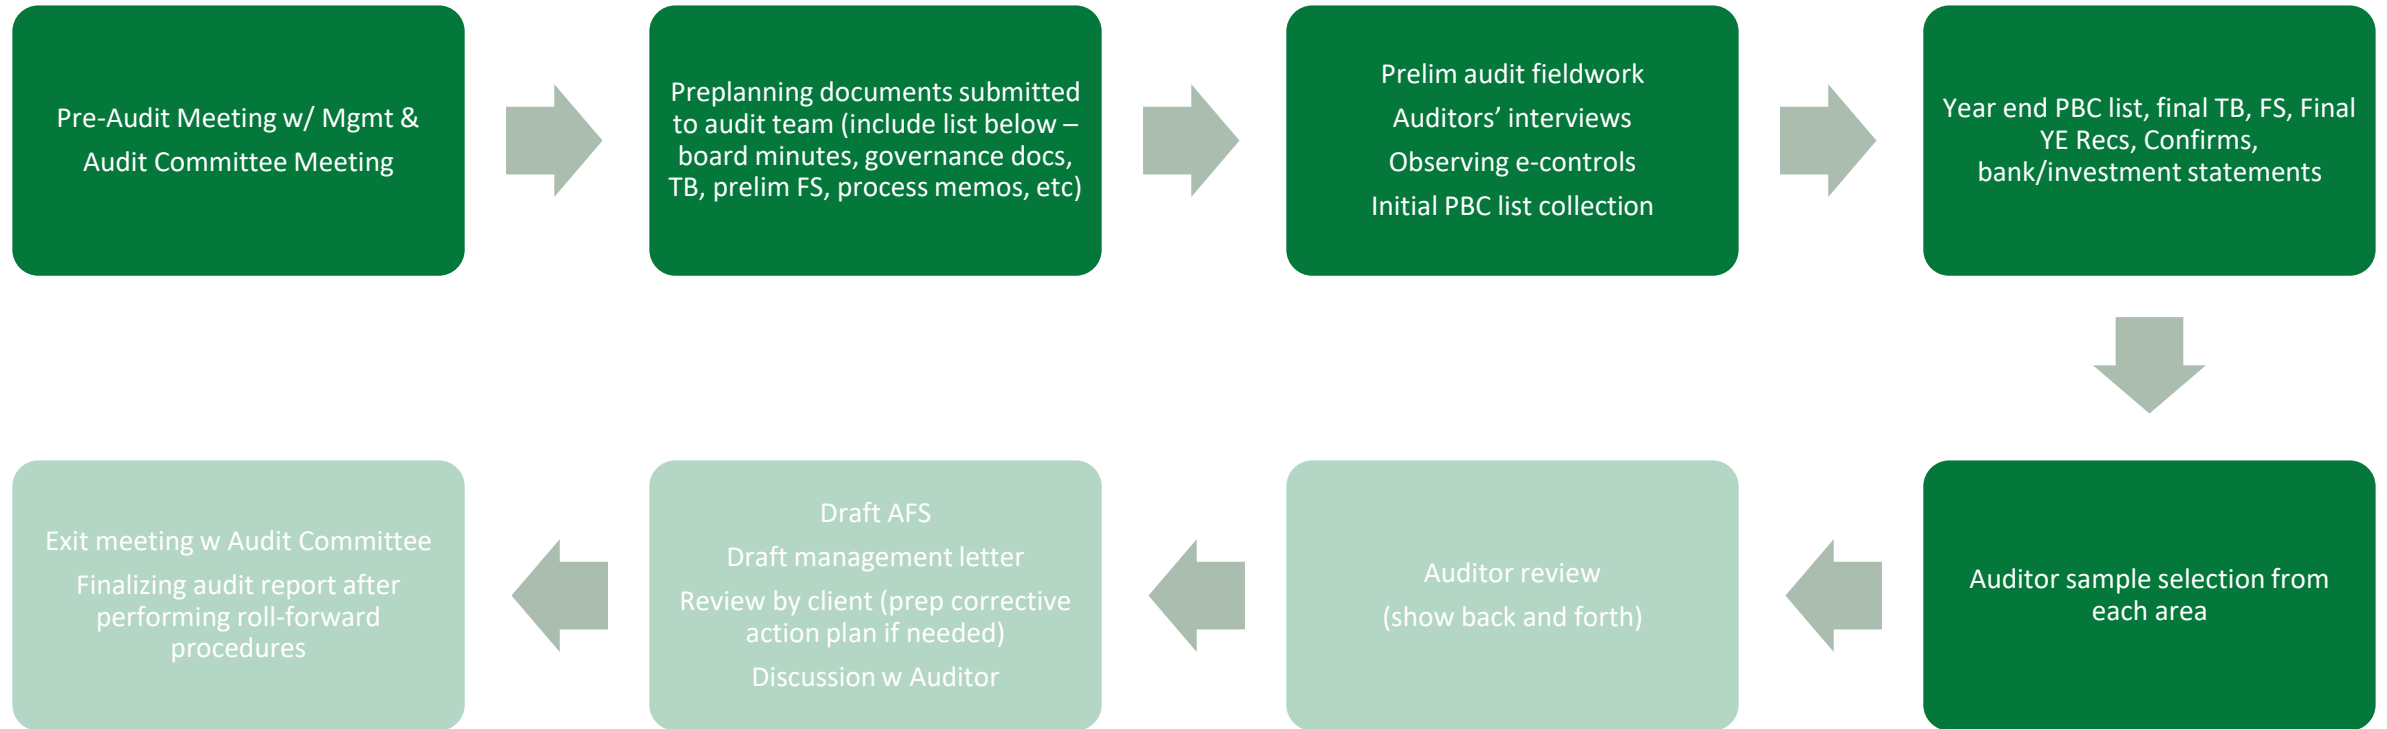 Pre-Audit Meeting w/ Mgmt &
Audit Committee Meeting
Preplanning documents submitted
to audit team (include list below –
board minutes, governance docs,
TB, prelim FS, process memos, etc)
Prelim audit fieldwork
Auditors’ interviews
Observing e-controls
Initial PBC list collection
Year end PBC list, final TB, FS, Final
YE Recs, Confirms,
bank/investment statements
Auditor sample selection from
each area
Auditor review
(show back and forth)
Draft AFS
Draft management letter
Review by client (prep corrective
action plan if needed)
Discussion w Auditor
Exit meeting w Audit Committee
Finalizing audit report after
performing roll-forward
procedures